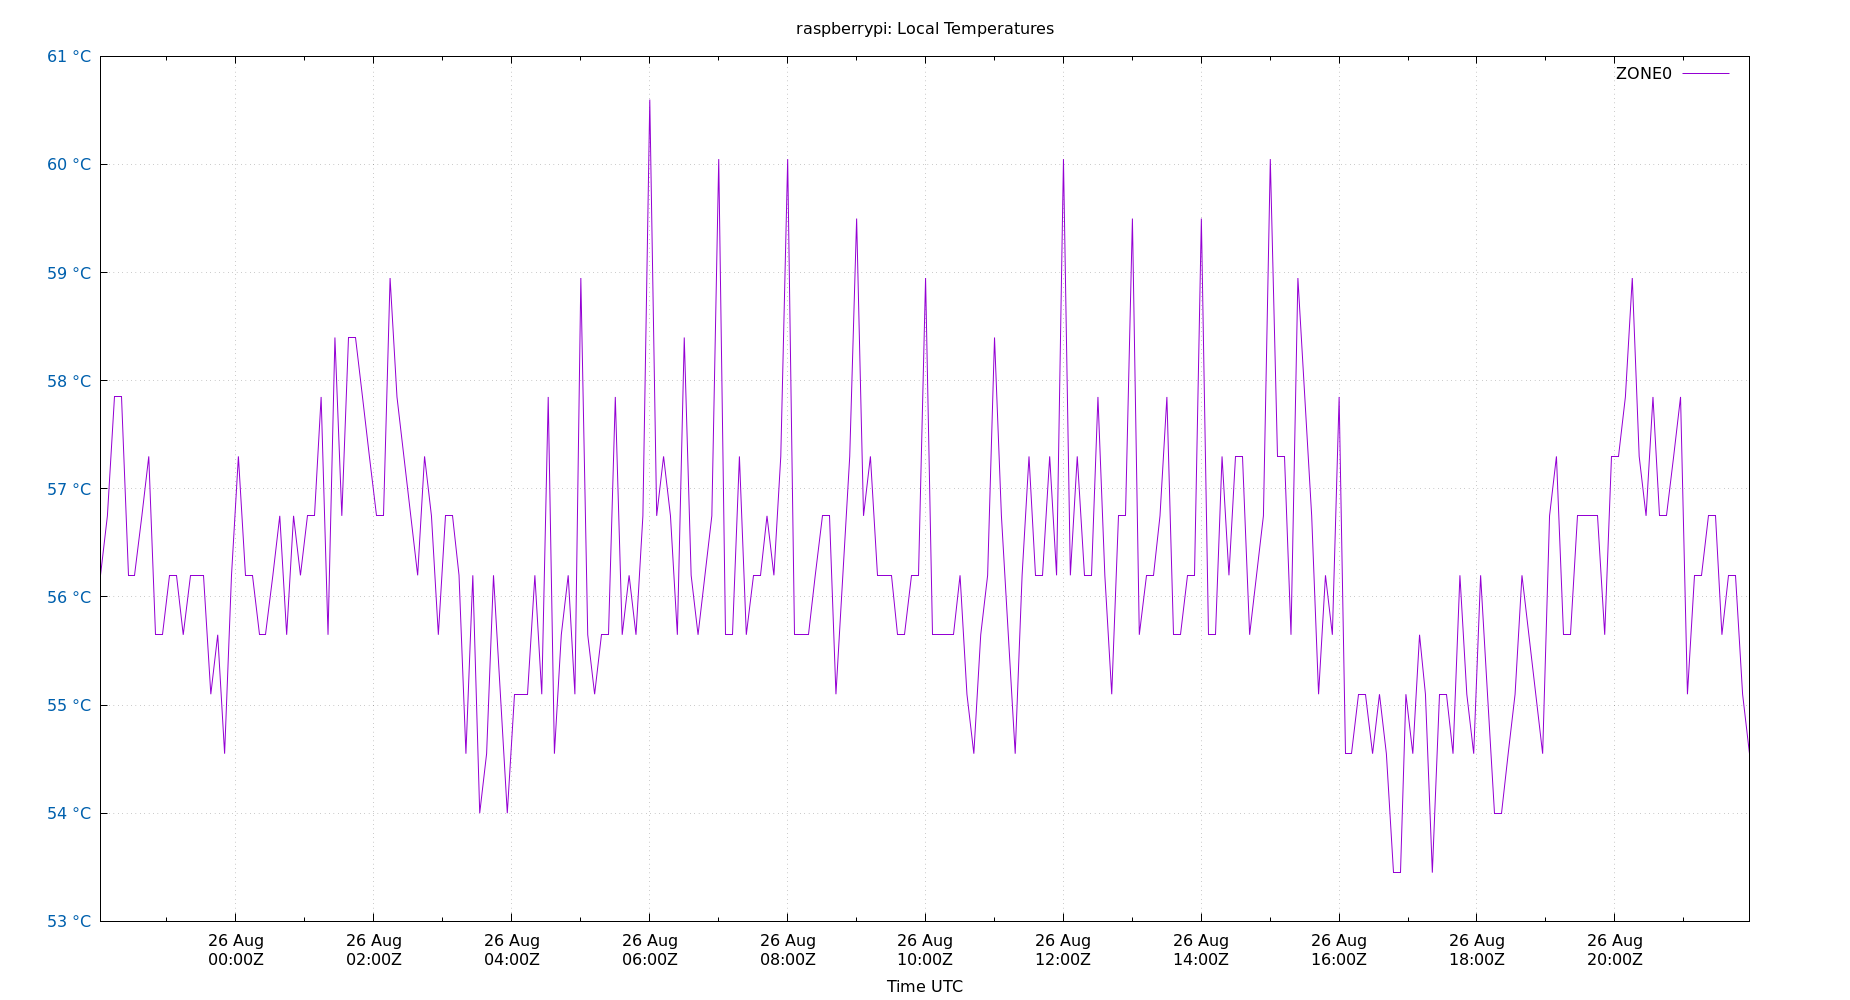 raspberrypi: Local Temperatures
61 °C
ZONE0
60 °C
59 °C
58 °C
57 °C
56 °C
55 °C
54 °C
53 °C
26 Aug 26 Aug 26 Aug 26 Aug 26 Aug 26 Aug 26 Aug 26 Aug 26 Aug 26 Aug 26 Aug
00:00Z 02:00Z 04:00Z 06:00Z 08:00Z 10:00Z 12:00Z 14:00Z 16:00Z 18:00Z 20:00Z
Time UTC